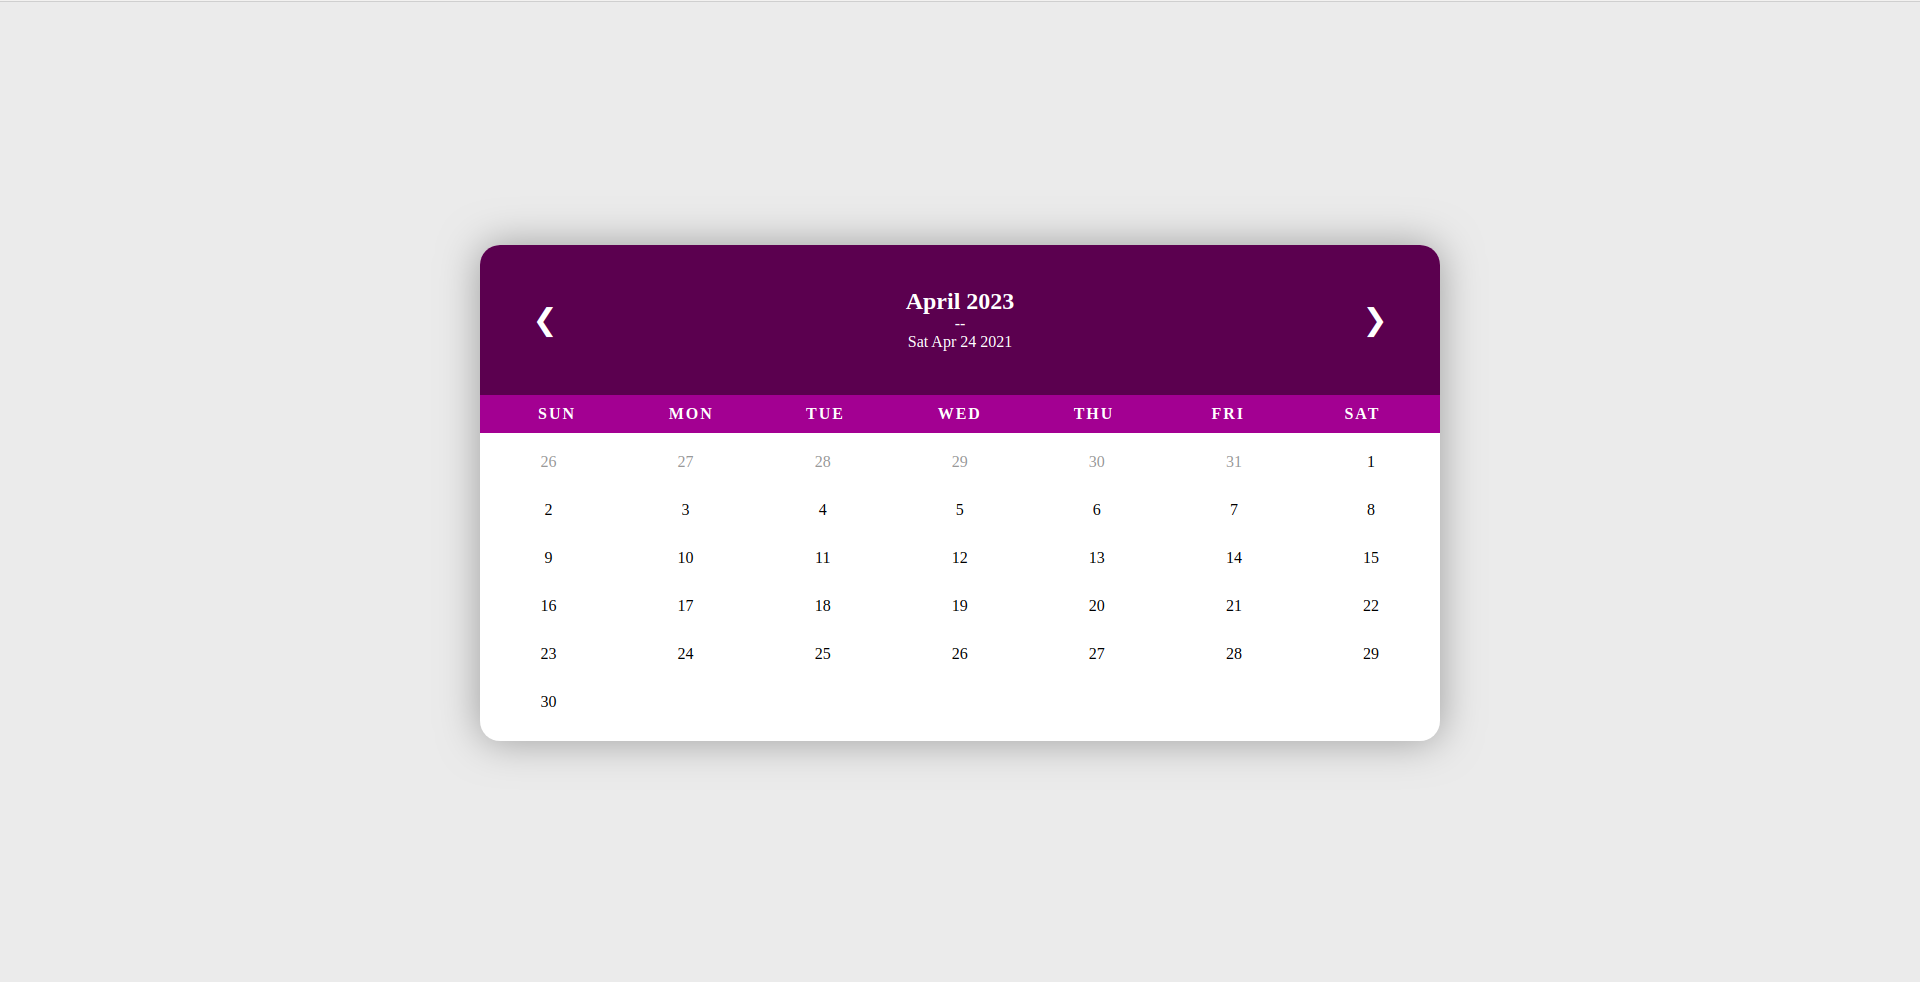 April 2023
--
❮ ❯
Sat Apr 24 2021
SUN MON TUE WED THU FRI SAT
26 27 28 29 30 31 1
2 3 4 5 6 7 8
9 10 11 12 13 14 15
16 17 18 19 20 21 22
23 24 25 26 27 28 29
30